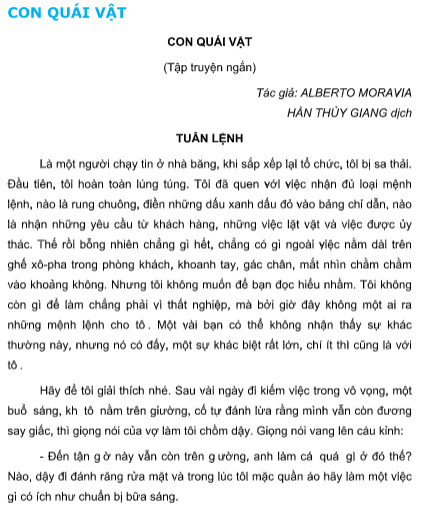 CON QUÁI VẬT
CON QUÁI VẬT
(Tập truyện ngắn)
Tác giả: ALBERTO MORAVIA
HÀN THỦY GIANG dịch
TUÂN LỆNH
Là một người chạy tin ở nhà băng, khi sắp xếp lại tổ chức, tôi bị sa thải.
Đầu tiên, tôi hoàn toàn lúng túng. Tôi đã quen với việc nhận đủ loại mệnh
lệnh, nào là rung chuông, điền những dấu xanh dấu đỏ vào bảng chỉ dẫn, nào
là nhận những yêu cầu từ khách hàng, những việc lặt vặt và việc được ủy
thác. Thế rồi bỗng nhiên chẳng gì hết, chẳng có gì ngoài việc nằm dài trên
ghế xô-pha trong phòng khách, khoanh tay, gác chân, mắt nhìn chằm chằm
vào khoảng không. Nhưng tôi không muốn để bạn đọc hiểu nhầm. Tôi không
còn gì để làm chẳng phải vì thất nghiệp, mà bởi giờ đây không một ai ra
những mệnh lệnh cho tô . Một vài bạn có thể không nhận thấy sự khác
thường này, nhưng nó có đấy, một sự khác biệt rất lớn, chí ít thì cũng là với
tô .
Hãy để tôi giải thích nhé. Sau vài ngày đi kiếm việc trong vô vọng, một
buổ sáng, kh tô nằm trên giường, cố tự đánh lừa rằng mình vẫn còn đương
say giấc, thì giọng nói của vợ làm tôi chồm dậy. Giọng nói vang lên cáu kỉnh:
- Đến tận g ờ này vẫn còn trên g ường, anh làm cá quá gì ở đó thế?
Nào, dậy đi đánh răng rửa mặt và trong lúc tôi mặc quần áo hãy làm một việc
gì có ích như chuẩn bị bữa sáng.